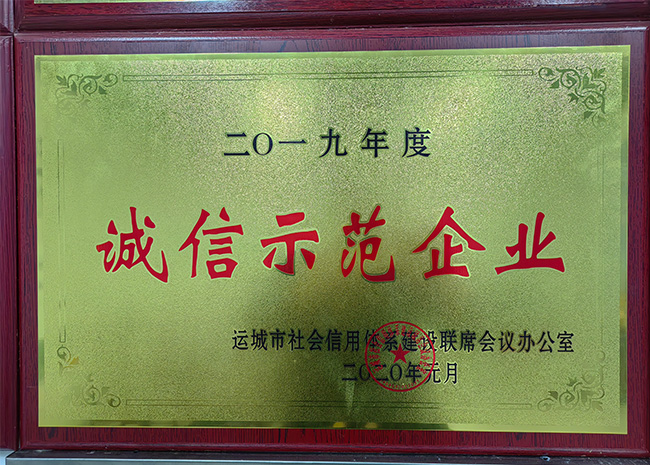 二〇一九年度
诚信示范企业
运城市社会信用体系建设联席会议办公室
二〇二〇年元月